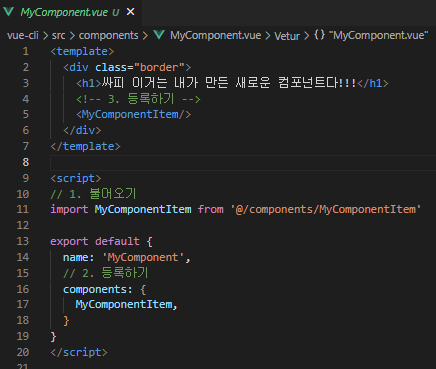 MyComponent.vue U
vue-cli > src > components > MyComponent.vue > Vetur > {} "MyComponent.vue"
1 <template>
2 <div class="border">
3 <h1>싸피 이거는 내가 만든 새로운 컴포넌트다!!!</h1>
4 <!-- 3. 등록하기 -->
5 <MyComponentItem/>
6 </div>
7 </template>
8
9 <script>
10 // 1. 불어오기
11 import MyComponentItem from '@/components/MyComponentItem'
12
13 export default {
14 name: 'MyComponent',
15 // 2. 등록하기
16 components: {
17 MyComponentItem,
18 }
19 }
20 </script>
21